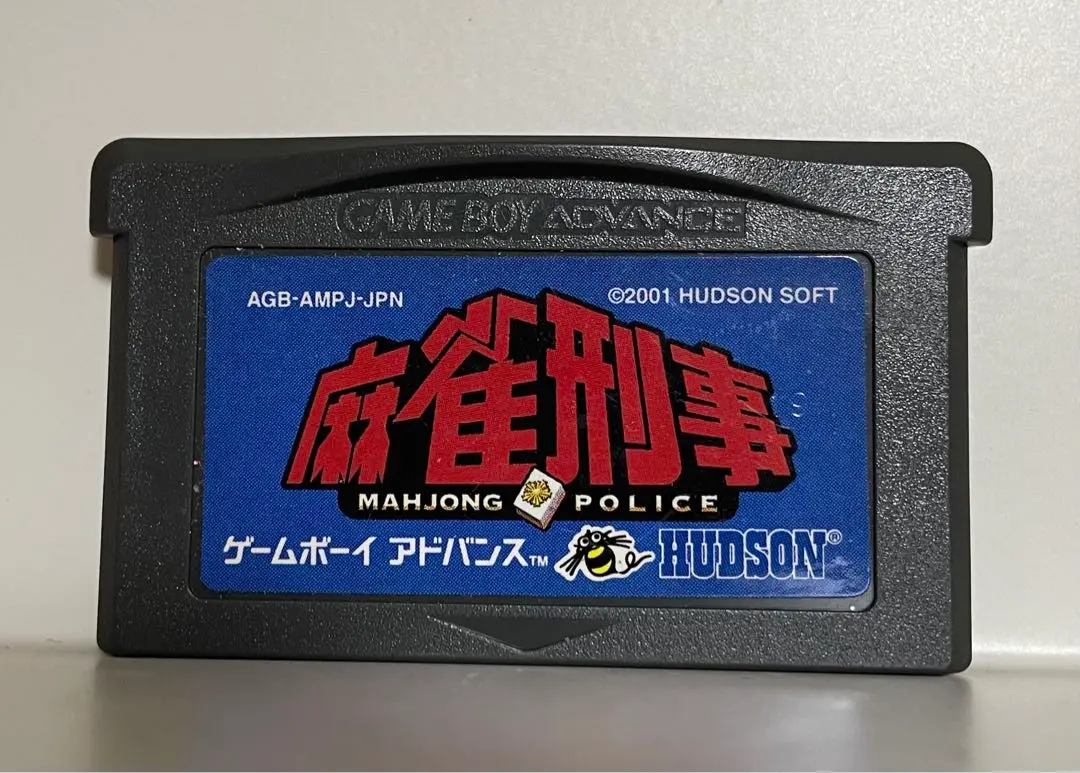 GAME BOY ADVANCE
AGB-AMPJ-JPN
©2001 HUDSON SOFT
麻雀刑事
MAHJONG POLICE
ゲームボーイ アドバンス™
HUDSON®